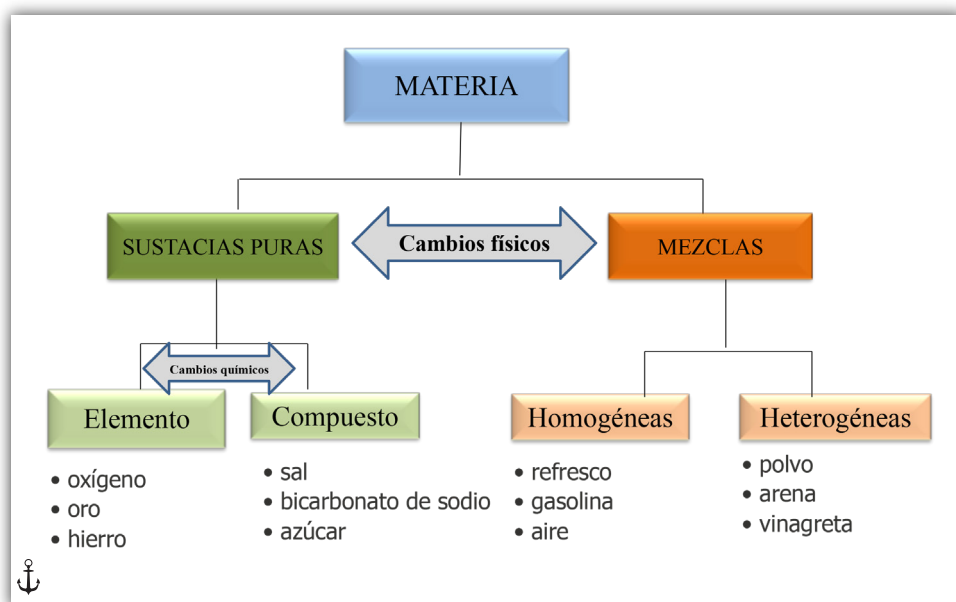 MATERIA
SUSTACIAS PURAS
Cambios físicos
MEZCLAS
Cambios químicos
Elemento
Compuesto
Homogéneas
Heterogéneas
• oxígeno
• oro
• hierro
• sal
• bicarbonato de sodio
• azúcar
• refresco
• gasolina
• aire
• polvo
• arena
• vinagreta